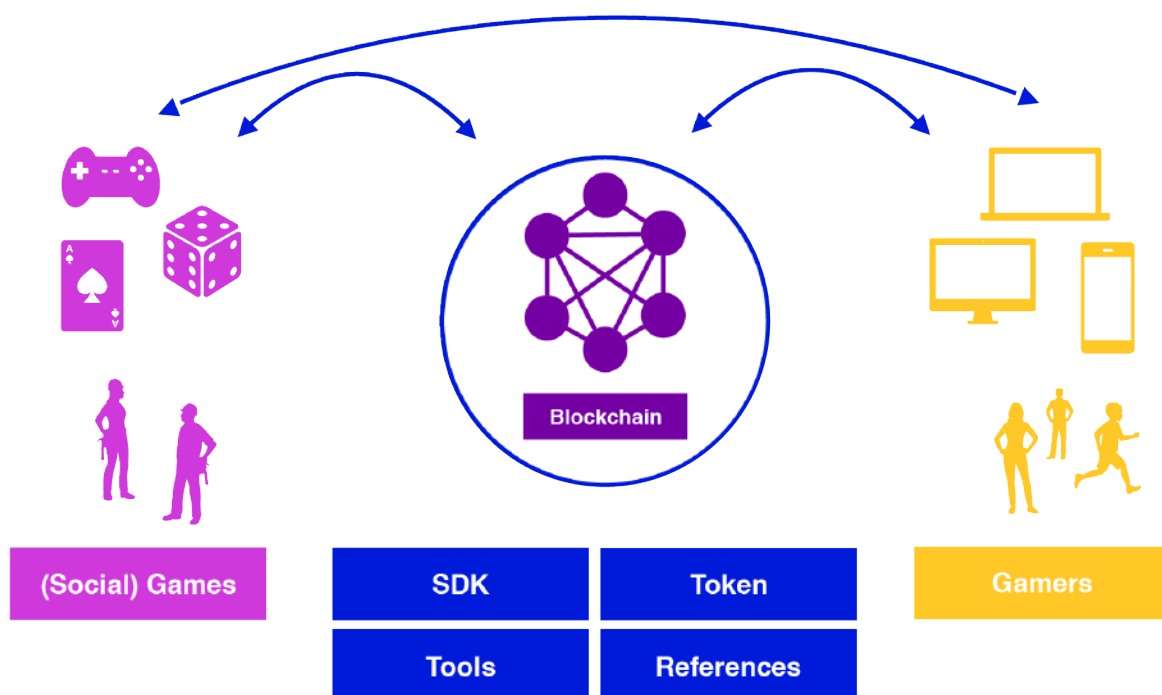 A
A
Blockchain
(Social) Games
SDK
Token
Gamers
Tools
References